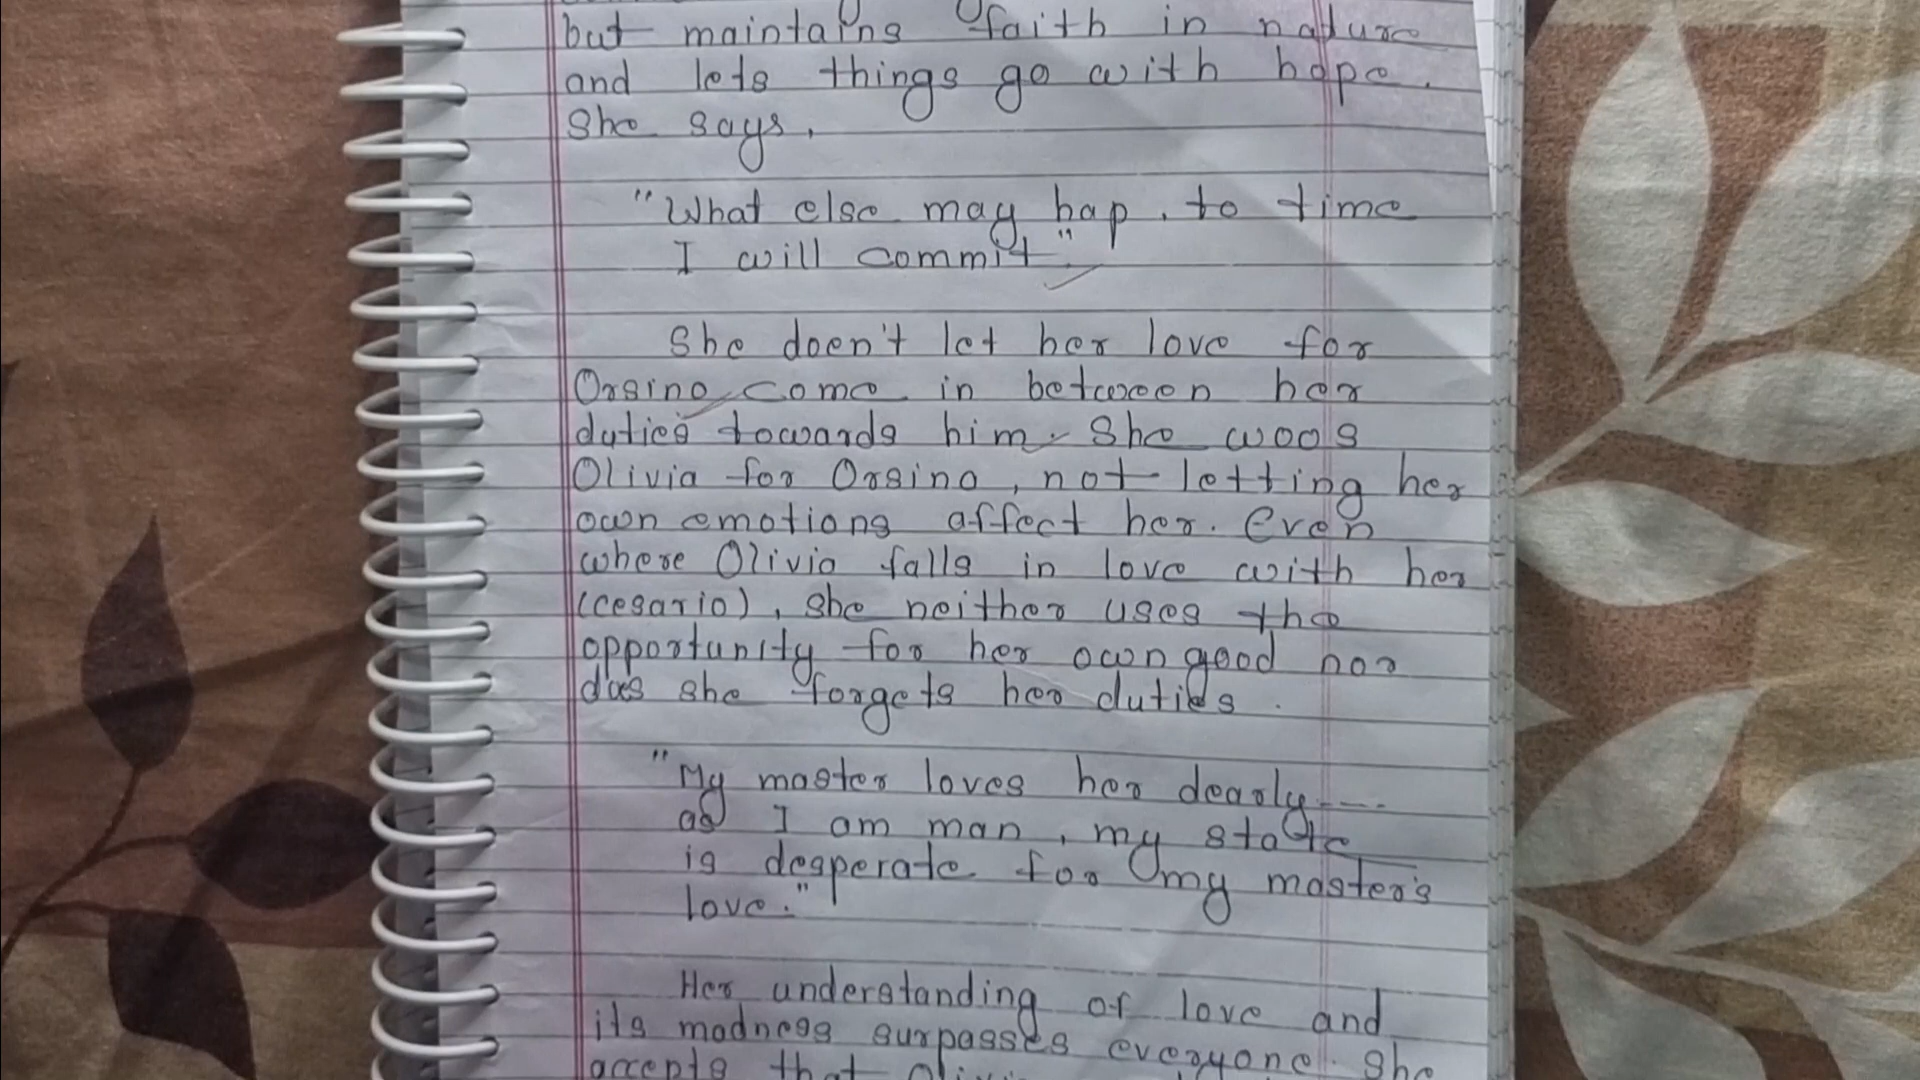 but maintains faith in nature
and lets things go with hope.
She says,
"What else may hap, to time
I will commit"
She doen't let her love for
Orsino come in between her
duties towards him. She woos
Olivia for Orsino, not letting her
own emotions affect her. Even
where Olivia falls in love with her
(cesario), she neither uses the
opportunity for her own good nor
does she forgets her duties.
"My master loves her dearly----
as I am man, my state
is desperate for my master's
love."
Her understanding of love and
its madness surpasses everyone. She
accepts that